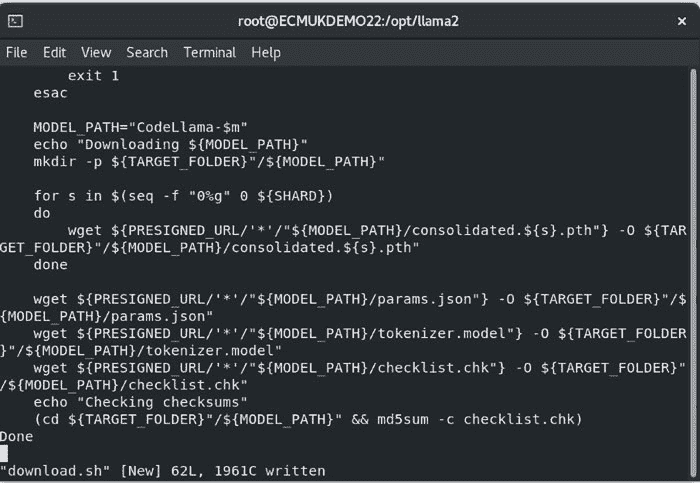 root@ECMUKDEMO22:/opt/llama2
File Edit View Search Terminal Help
        exit 1
    esac
    MODEL_PATH="CodeLlama-$m"
    echo "Downloading ${MODEL_PATH}"
    mkdir -p ${TARGET_FOLDER}"/${MODEL_PATH}"
    for s in $(seq -f "0%g" 0 ${SHARD})
    do
        wget ${PRESIGNED_URL/'*'/"${MODEL_PATH}/consolidated.${s}.pth"} -O ${TAR
GET_FOLDER}"/${MODEL_PATH}/consolidated.${s}.pth"
    done
    wget ${PRESIGNED_URL/'*'/"${MODEL_PATH}/params.json"} -O ${TARGET_FOLDER}"/$
{MODEL_PATH}/params.json"
    wget ${PRESIGNED_URL/'*'/"${MODEL_PATH}/tokenizer.model"} -O ${TARGET_FOLDER
}"/${MODEL_PATH}/tokenizer.model"
    wget ${PRESIGNED_URL/'*'/"${MODEL_PATH}/checklist.chk"} -O ${TARGET_FOLDER}"
/${MODEL_PATH}/checklist.chk"
    echo "Checking checksums"
    (cd ${TARGET_FOLDER}"/${MODEL_PATH}" && md5sum -c checklist.chk)
Done
"download.sh" [New] 62L, 1961C written